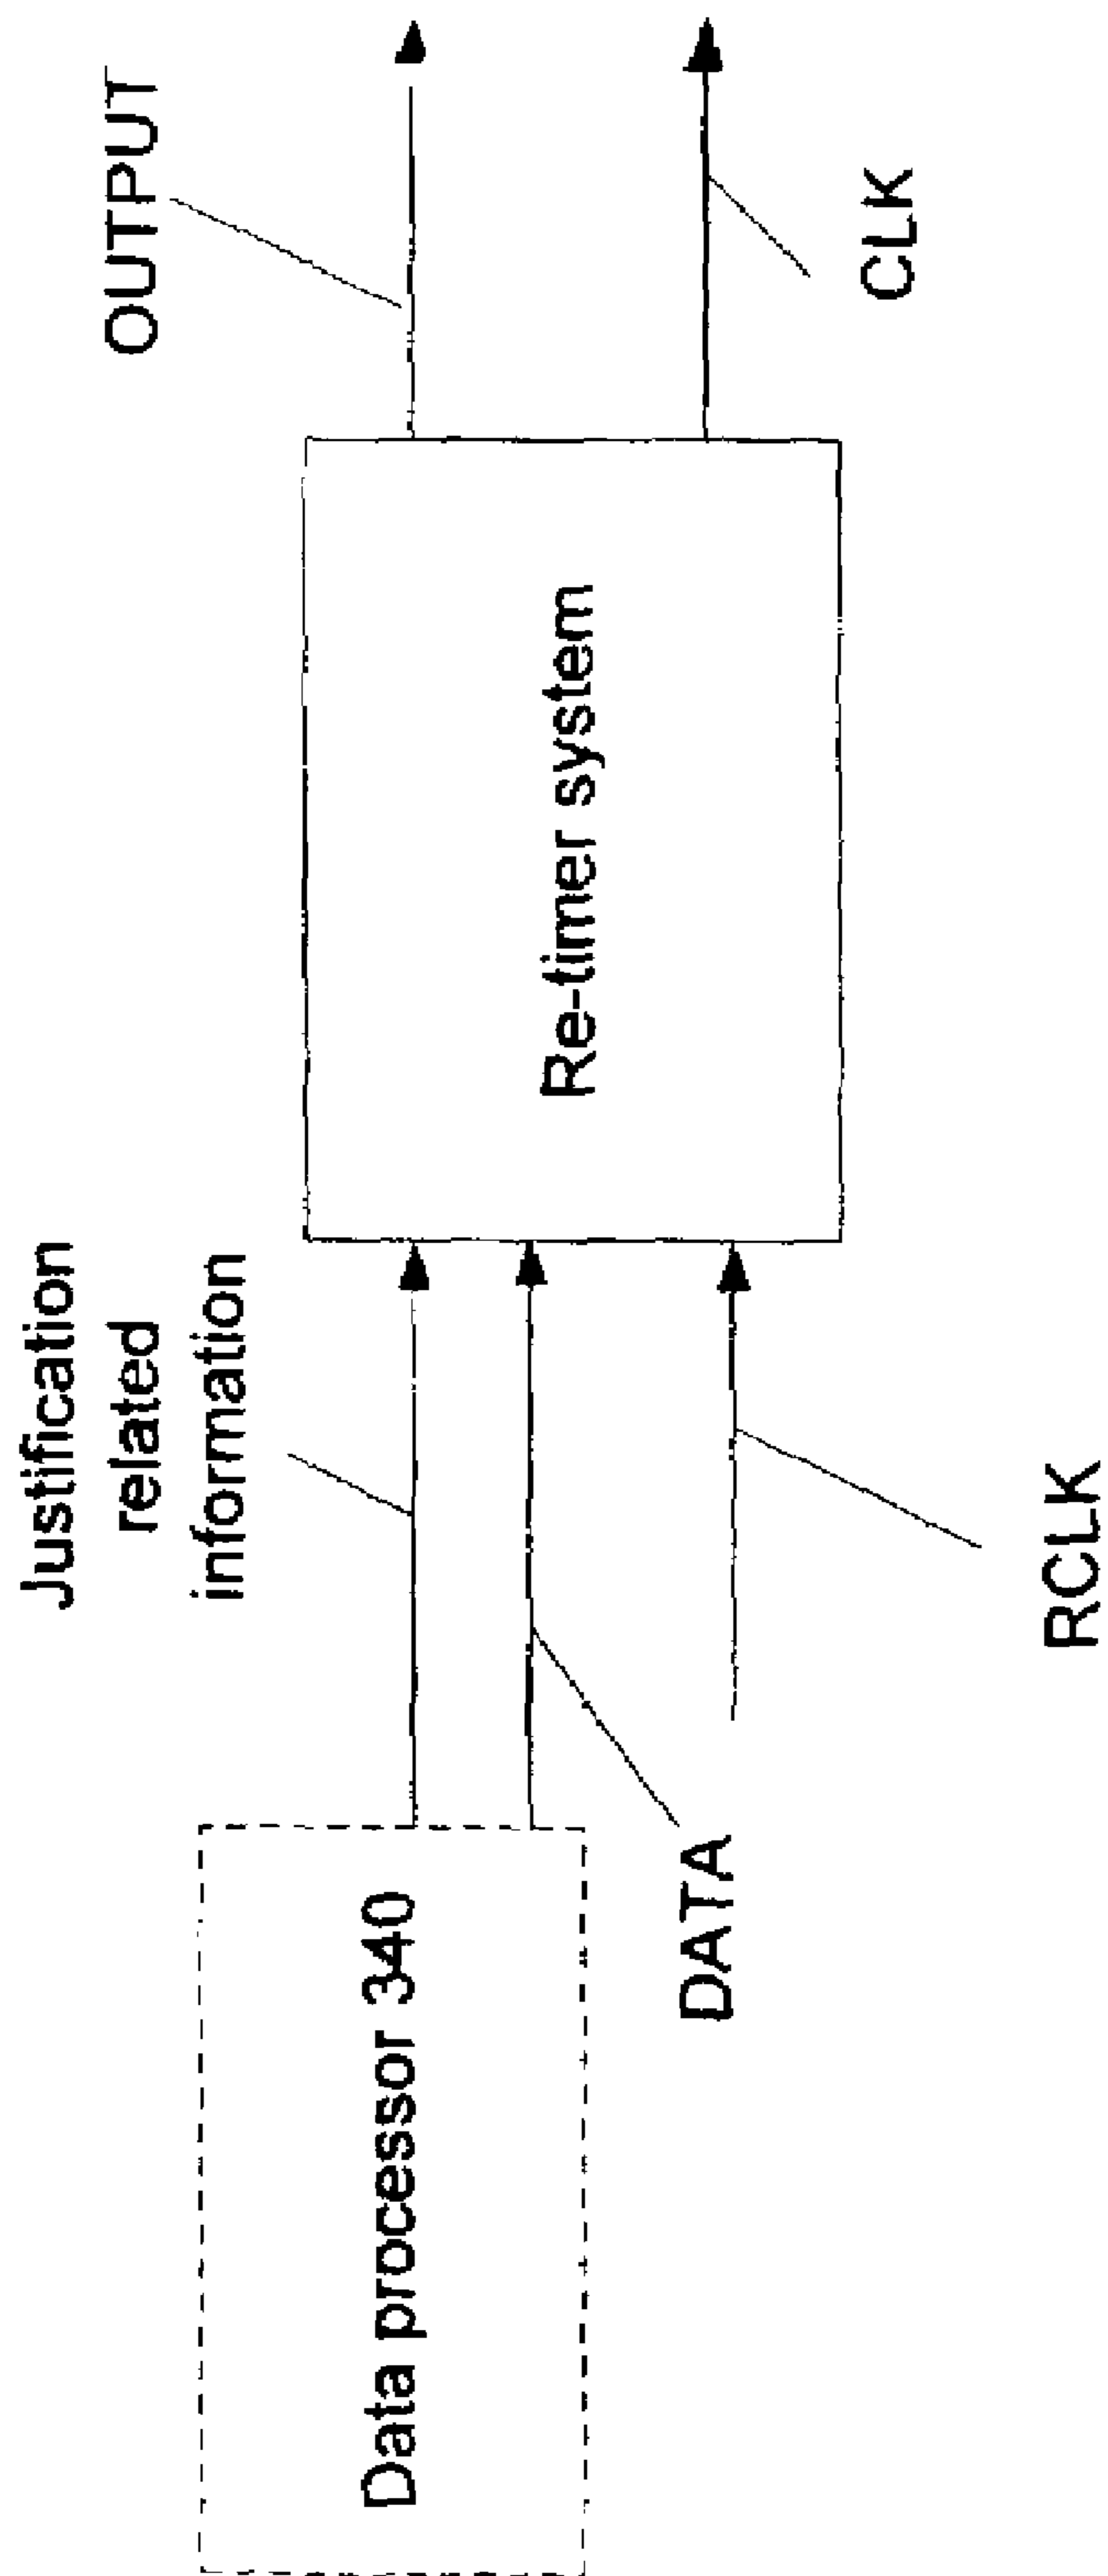 Data processor 340
Justification
related
information
DATA
RCLK
Re-timer system
OUTPUT
CLK